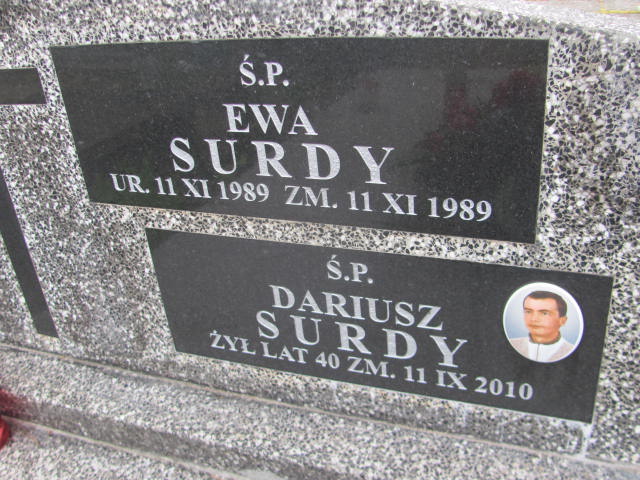 Ś.P.
EWA
SURDY
UR. 11 XI 1989 ZM. 11 XI 1989
Ś.P.
DARIUSZ
SURDY
ŻYŁ LAT 40 ZM. 11 IX 2010